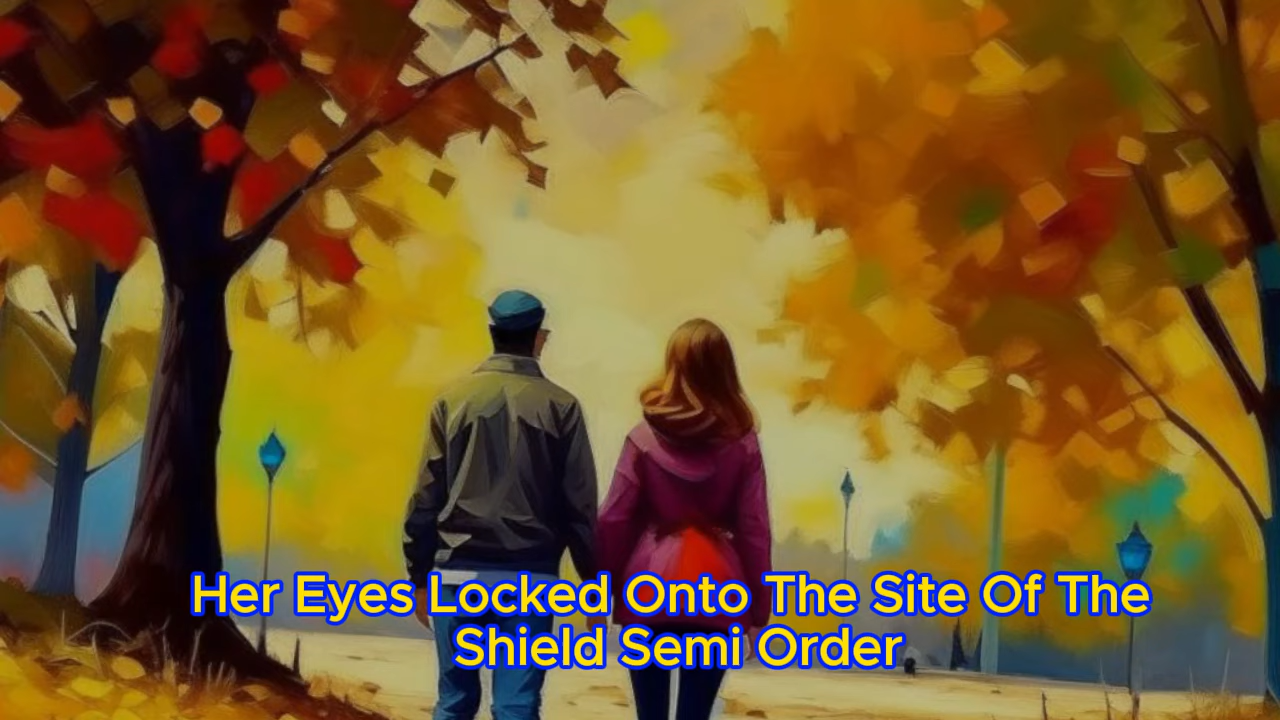 Her Eyes Locked Onto The Site Of The
Shield Semi Order